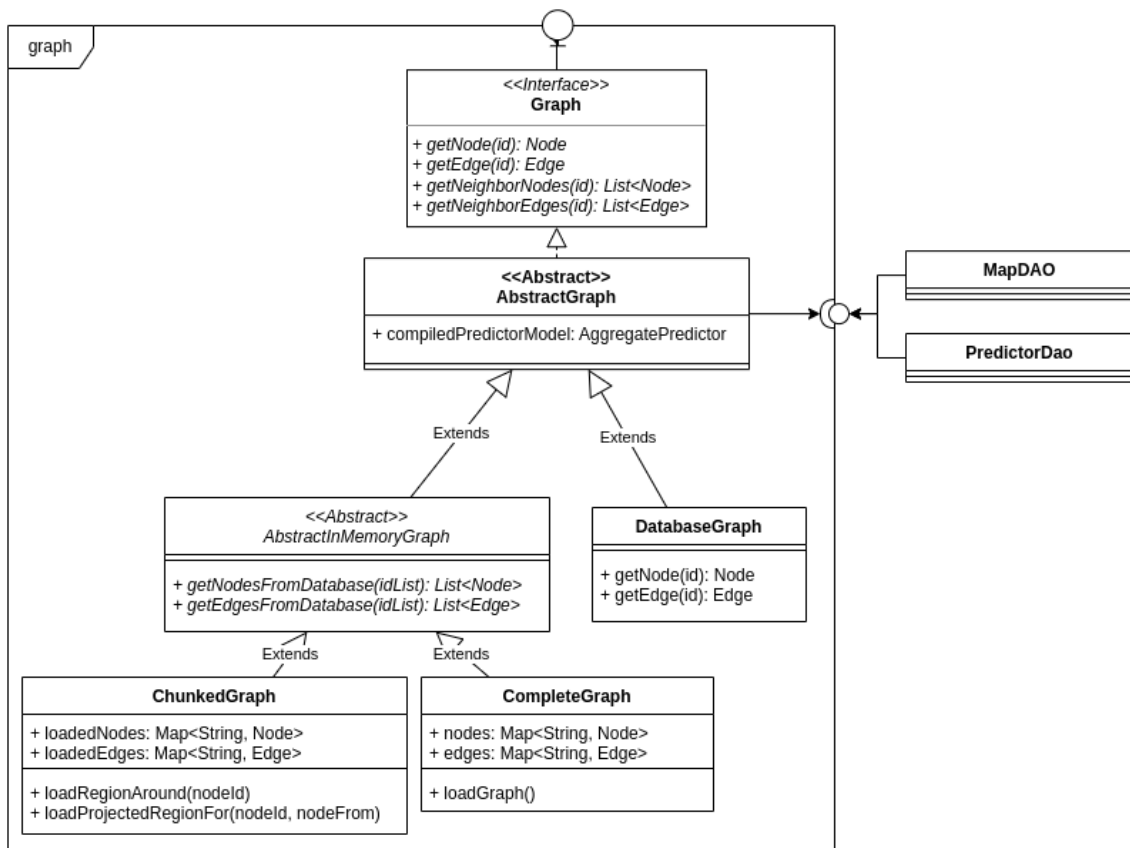 graph
<<Interface>>
Graph
+ getNode(id): Node
+ getEdge(id): Edge
+ getNeighborNodes(id): List<Node>
+ getNeighborEdges(id): List<Edge>
<<Abstract>>
AbstractGraph
+ compiledPredictorModel: AggregatePredictor
MapDAO
PredictorDao
Extends
Extends
<<Abstract>>
AbstractInMemoryGraph
+ getNodesFromDatabase(idList): List<Node>
+ getEdgesFromDatabase(idList): List<Edge>
DatabaseGraph
+ getNode(id): Node
+ getEdge(id): Edge
Extends
Extends
ChunkedGraph
+ loadedNodes: Map<String, Node>
+ loadedEdges: Map<String, Edge>
+ loadRegionAround(nodeId)
+ loadProjectedRegionFor(nodeId, nodeFrom)
CompleteGraph
+ nodes: Map<String, Node>
+ edges: Map<String, Edge>
+ loadGraph()